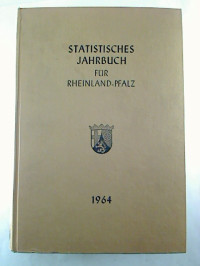 STATISTISCHES
JAHRBUCH
FÜR
RHEINLAND-PFALZ
1964